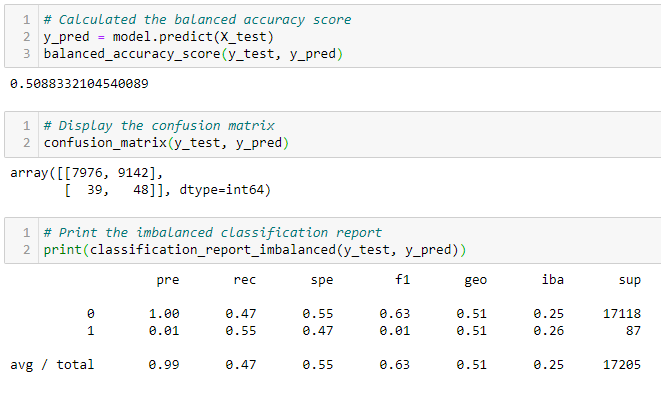 1 # Calculated the balanced accuracy score
2 y_pred = model.predict(X_test)
3 balanced_accuracy_score(y_test, y_pred)
0.5088332104540089
1 # Display the confusion matrix
2 confusion_matrix(y_test, y_pred)
array([[7976, 9142],
[  39,   48]], dtype=int64)
1 # Print the imbalanced classification report
2 print(classification_report_imbalanced(y_test, y_pred))
pre rec spe f1 geo iba sup
0 1.00 0.47 0.55 0.63 0.51 0.25 17118
1 0.01 0.55 0.47 0.01 0.51 0.26 87
avg / total 0.99 0.47 0.55 0.63 0.51 0.25 17205